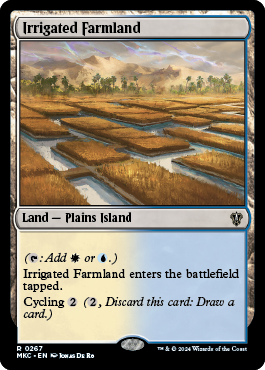 Irrigated Farmland
Land — Plains Island
(: Add or .)
Irrigated Farmland enters the battlefield
tapped.
Cycling 2 (2, Discard this card: Draw a
card.)
R 0267
MKC • EN Jonas De Ro
™ & © 2024 Wizards of the Coast